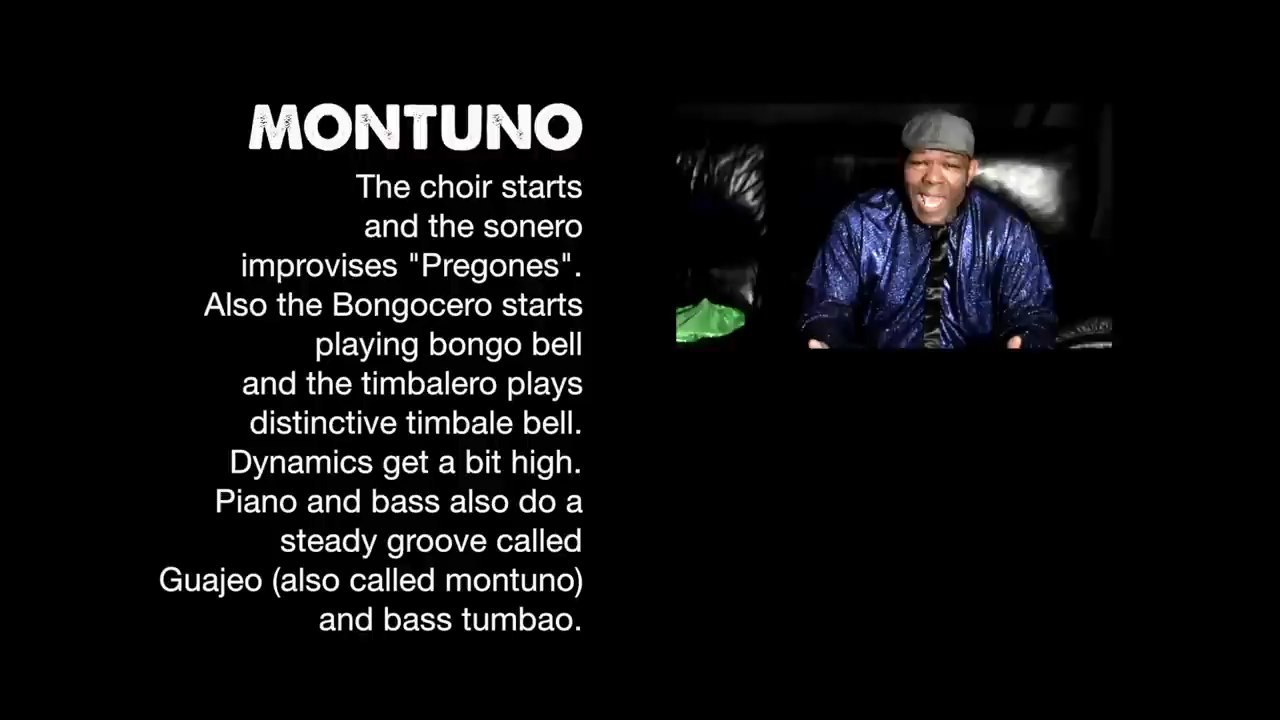 MONTUNO
The choir starts
and the sonero
improvises "Pregones".
Also the Bongocero starts
playing bongo bell
and the timbalero plays
distinctive timbale bell.
Dynamics get a bit high.
Piano and bass also do a
steady groove called
Guajeo (also called montuno)
and bass tumbao.